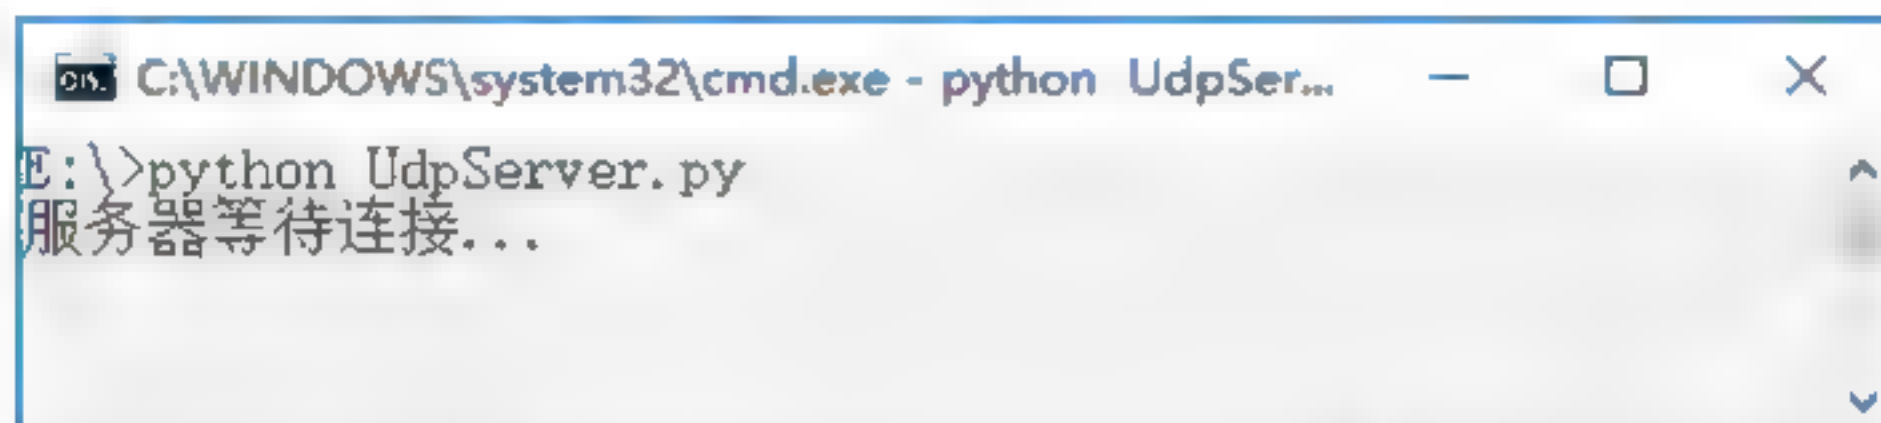 C:\WINDOWS\system32\cmd.exe - python  UdpSer...
E:\>python UdpServer.py
服务器等待连接...